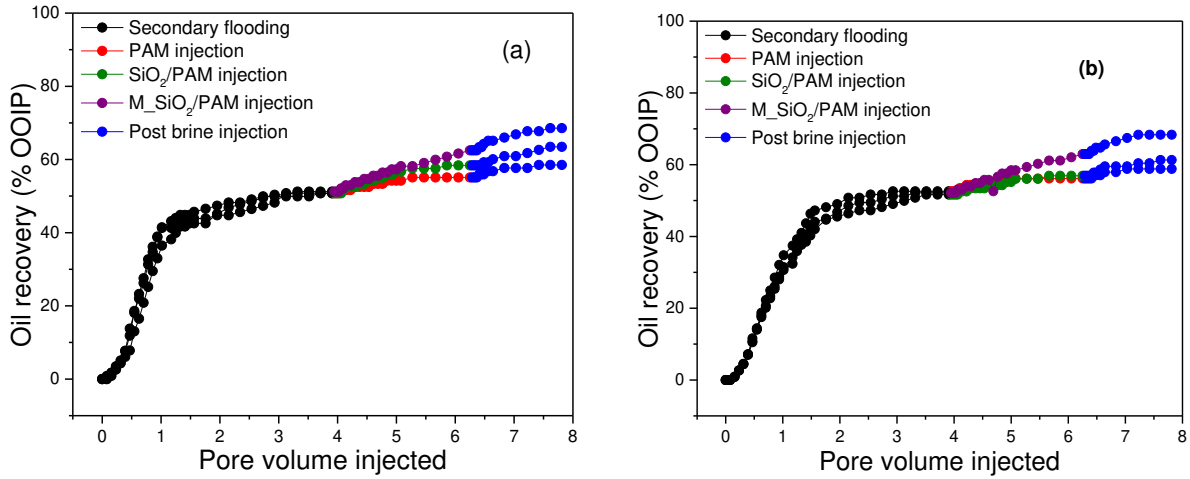 100
80
60
40
20
0
Oil recovery (% OOIP)
Secondary flooding
PAM injection
SiO₂/PAM injection
M_SiO₂/PAM injection
Post brine injection
(a)
0 1 2 3 4 5 6 7 8
Pore volume injected
100
80
60
40
20
0
Oil recovery (% OOIP)
Secondary flooding
PAM injection
SiO₂/PAM injection
M_SiO₂/PAM injection
Post brine injection
(b)
0 1 2 3 4 5 6 7 8
Pore volume injected